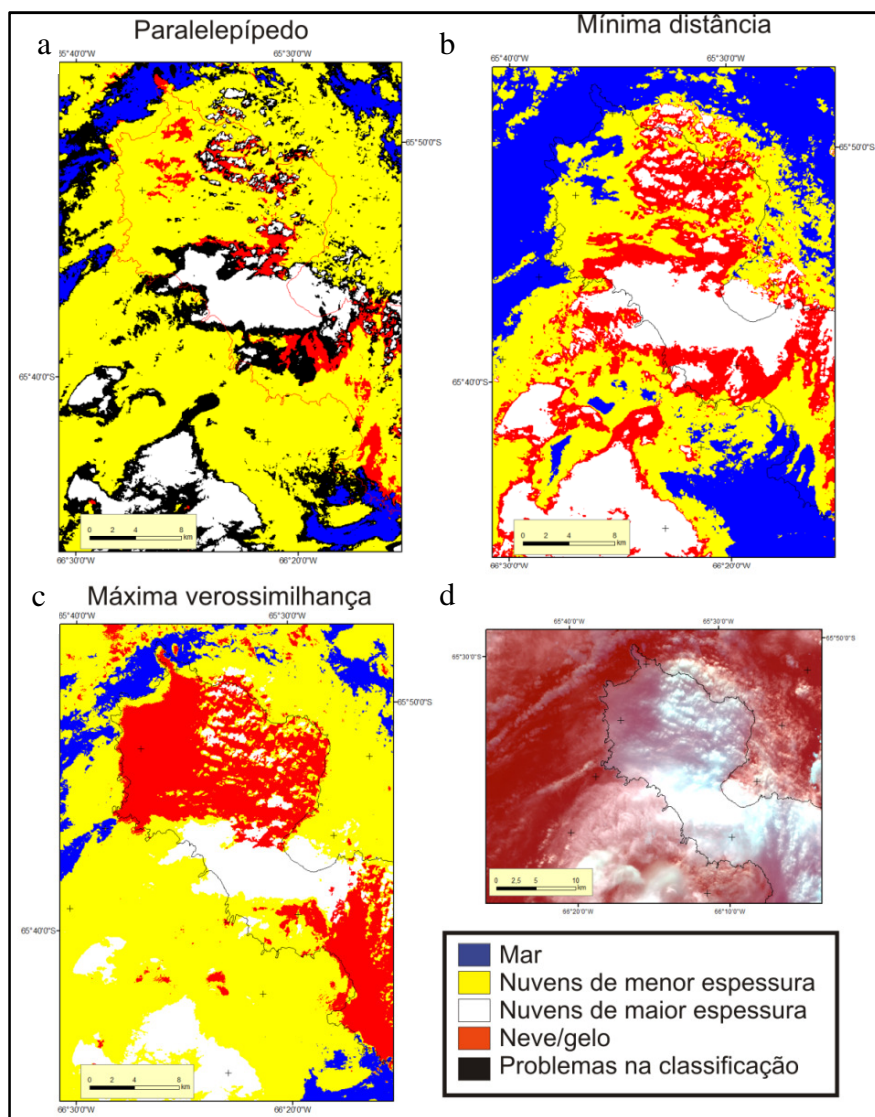 Paralelepípedo
a
65°40'0"W
65°30'0"W
65°50'0"S
65°40'0"S
0 2 4 8
km
66°30'0"W
66°20'0"W
Mínima distância
b
65°40'0"W
65°30'0"W
65°50'0"S
65°40'0"S
0 2 4 8
km
66°30'0"W
66°20'0"W
Máxima verossimilhança
c
65°40'0"W
65°30'0"W
65°50'0"S
65°40'0"S
0 2 4 8
km
66°30'0"W
66°20'0"W
d
65°40'0"W
65°30'0"W
65°30'0"S
65°50'0"S
0 2.5 5 10
km
66°20'0"W
66°10'0"W
Mar
Nuvens de menor espessura
Nuvens de maior espessura
Neve/gelo
Problemas na classificação